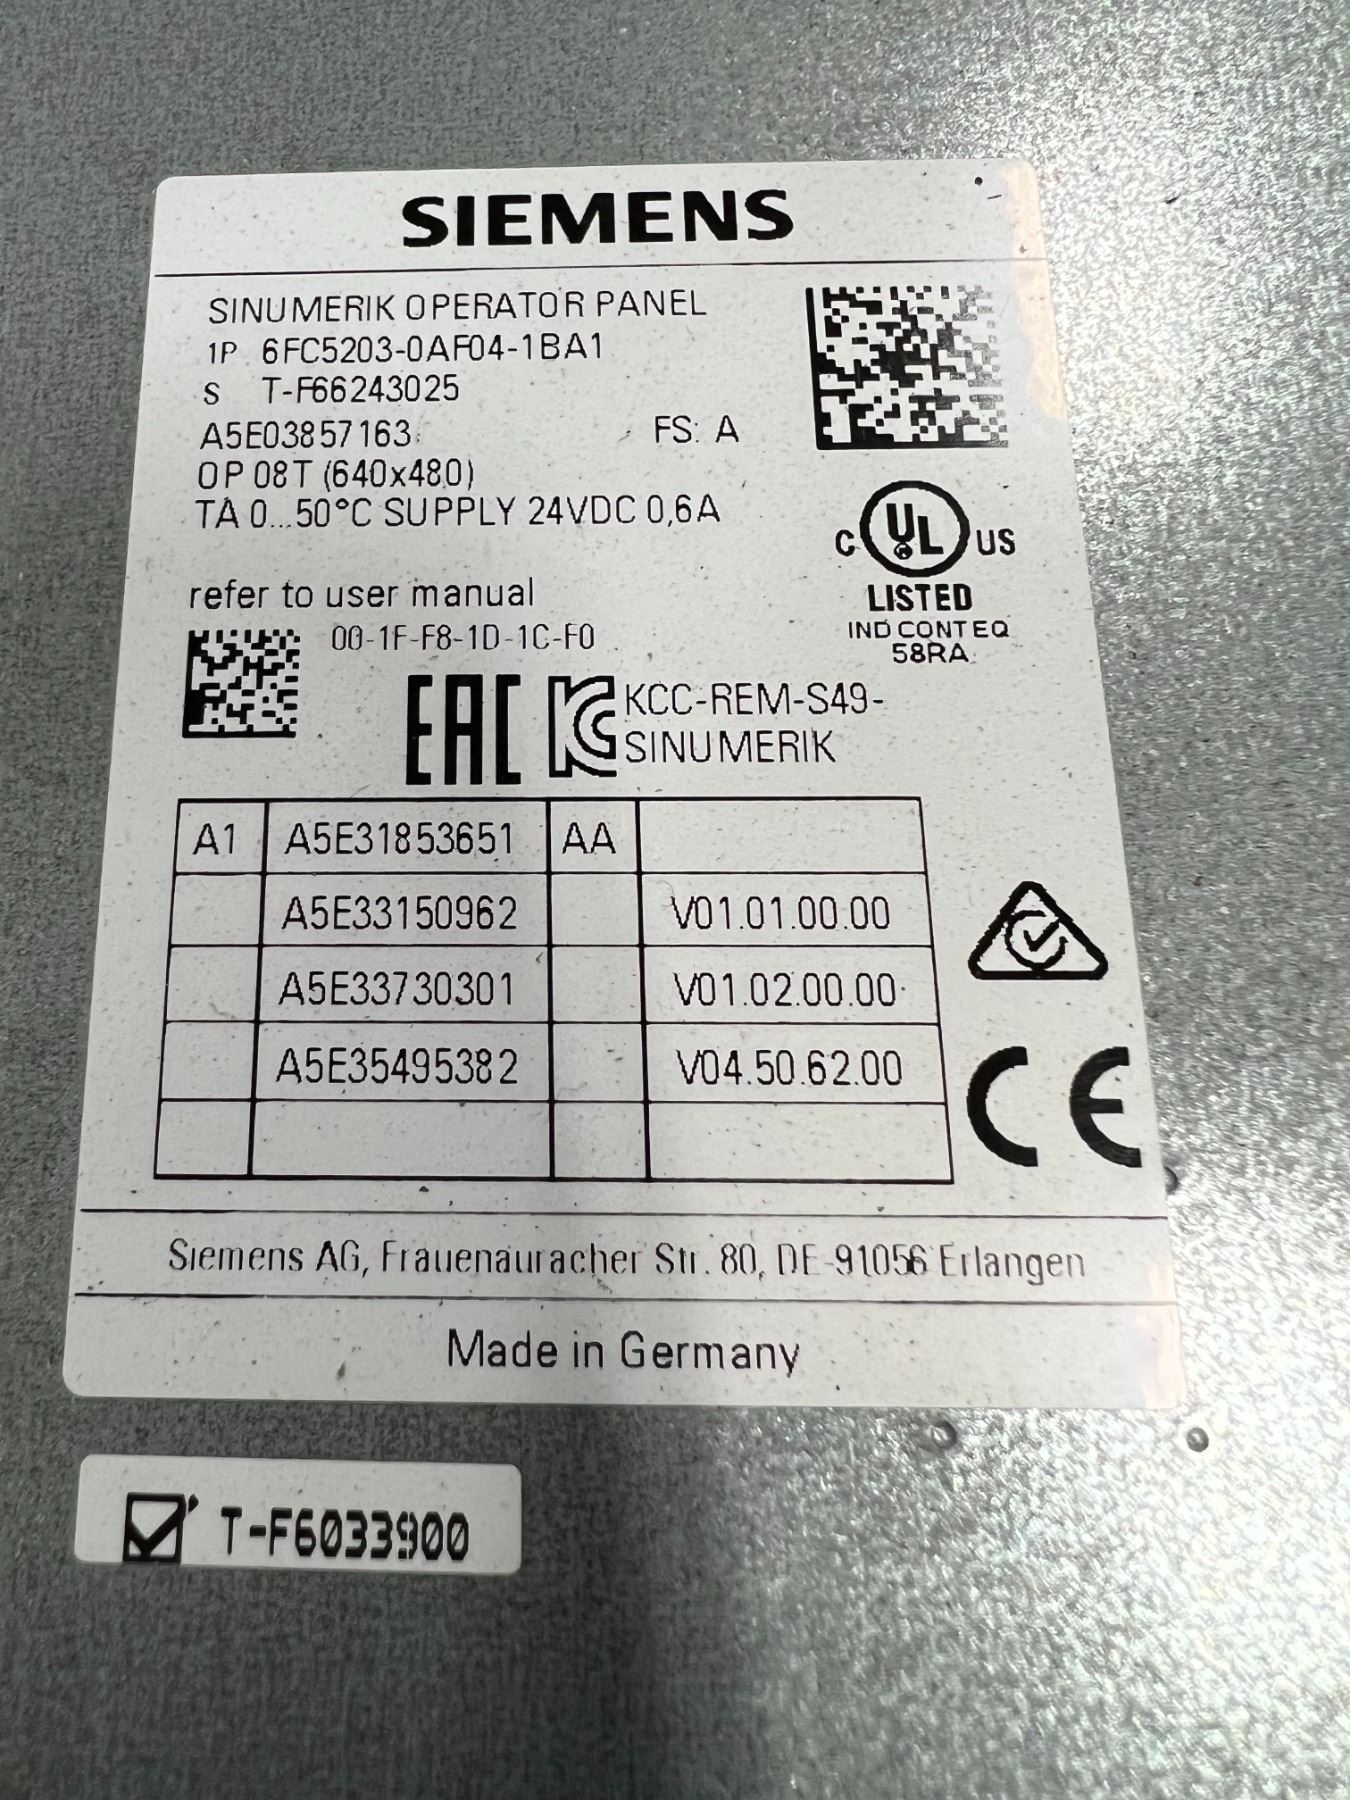 SIEMENS
SINUMERIK OPERATOR PANEL
1P 6FC5203-0AF04-1BA1
S T-F66243025
A5E03857163 FS: A
OP 08T (640x480)
TA 0...50°C SUPPLY 24VDC 0,6A
C UL US
LISTED
IND CONT EQ
58RA
refer to user manual
00-1F-F8-1D-1C-F0
EAC KC KCC-REM-S49-
SINUMERIK
A1 A5E31853651 AA
A5E33150962 V01.01.00.00
A5E33730301 V01.02.00.00
A5E35495382 V04.50.62.00
CE
Siemens AG, Frauenauracher Str. 80, DE-91056 Erlangen
Made in Germany
T-F6033900